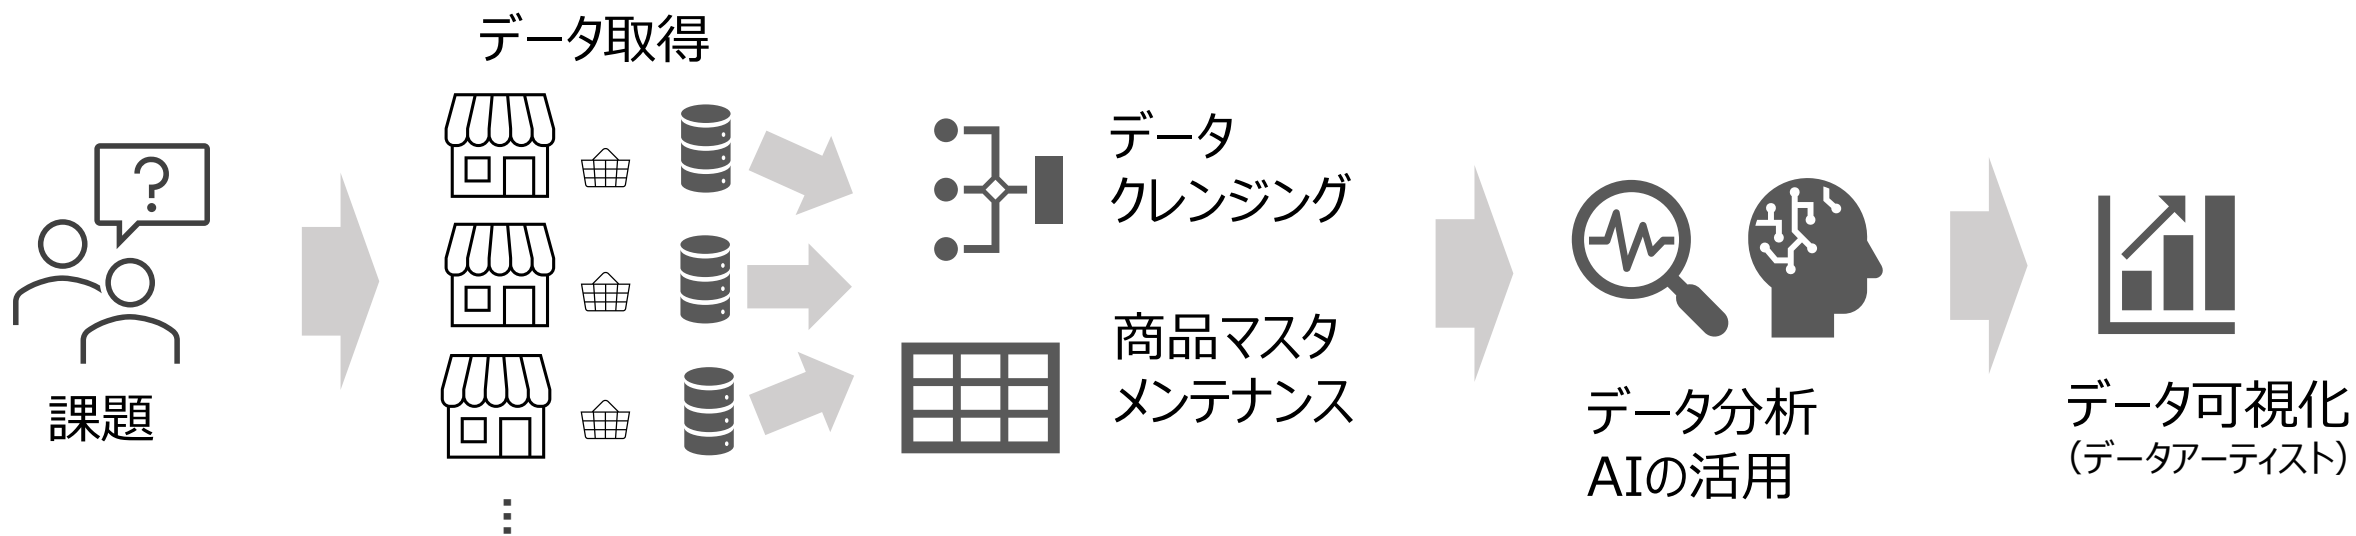 ?
課題
データ取得
データ
クレンジング
商品マスタ
メンテナンス
データ分析
AIの活用
データ可視化
（データアーティスト）